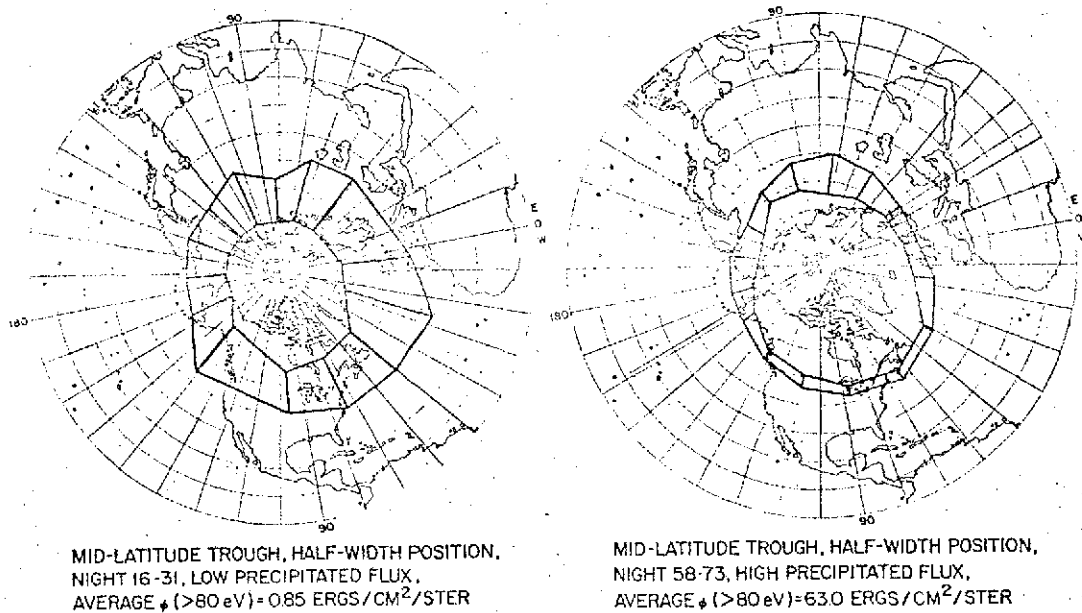 90
180
E
0
W
90
MID-LATITUDE TROUGH, HALF-WIDTH POSITION,
NIGHT 16-31, LOW PRECIPITATED FLUX,
AVERAGE ϕ (>80 eV) = 0.85 ERGS/CM²/STER
90
180
E
0
90
MID-LATITUDE TROUGH, HALF-WIDTH POSITION,
NIGHT 58-73, HIGH PRECIPITATED FLUX,
AVERAGE ϕ (>80 eV) = 63.0 ERGS/CM²/STER